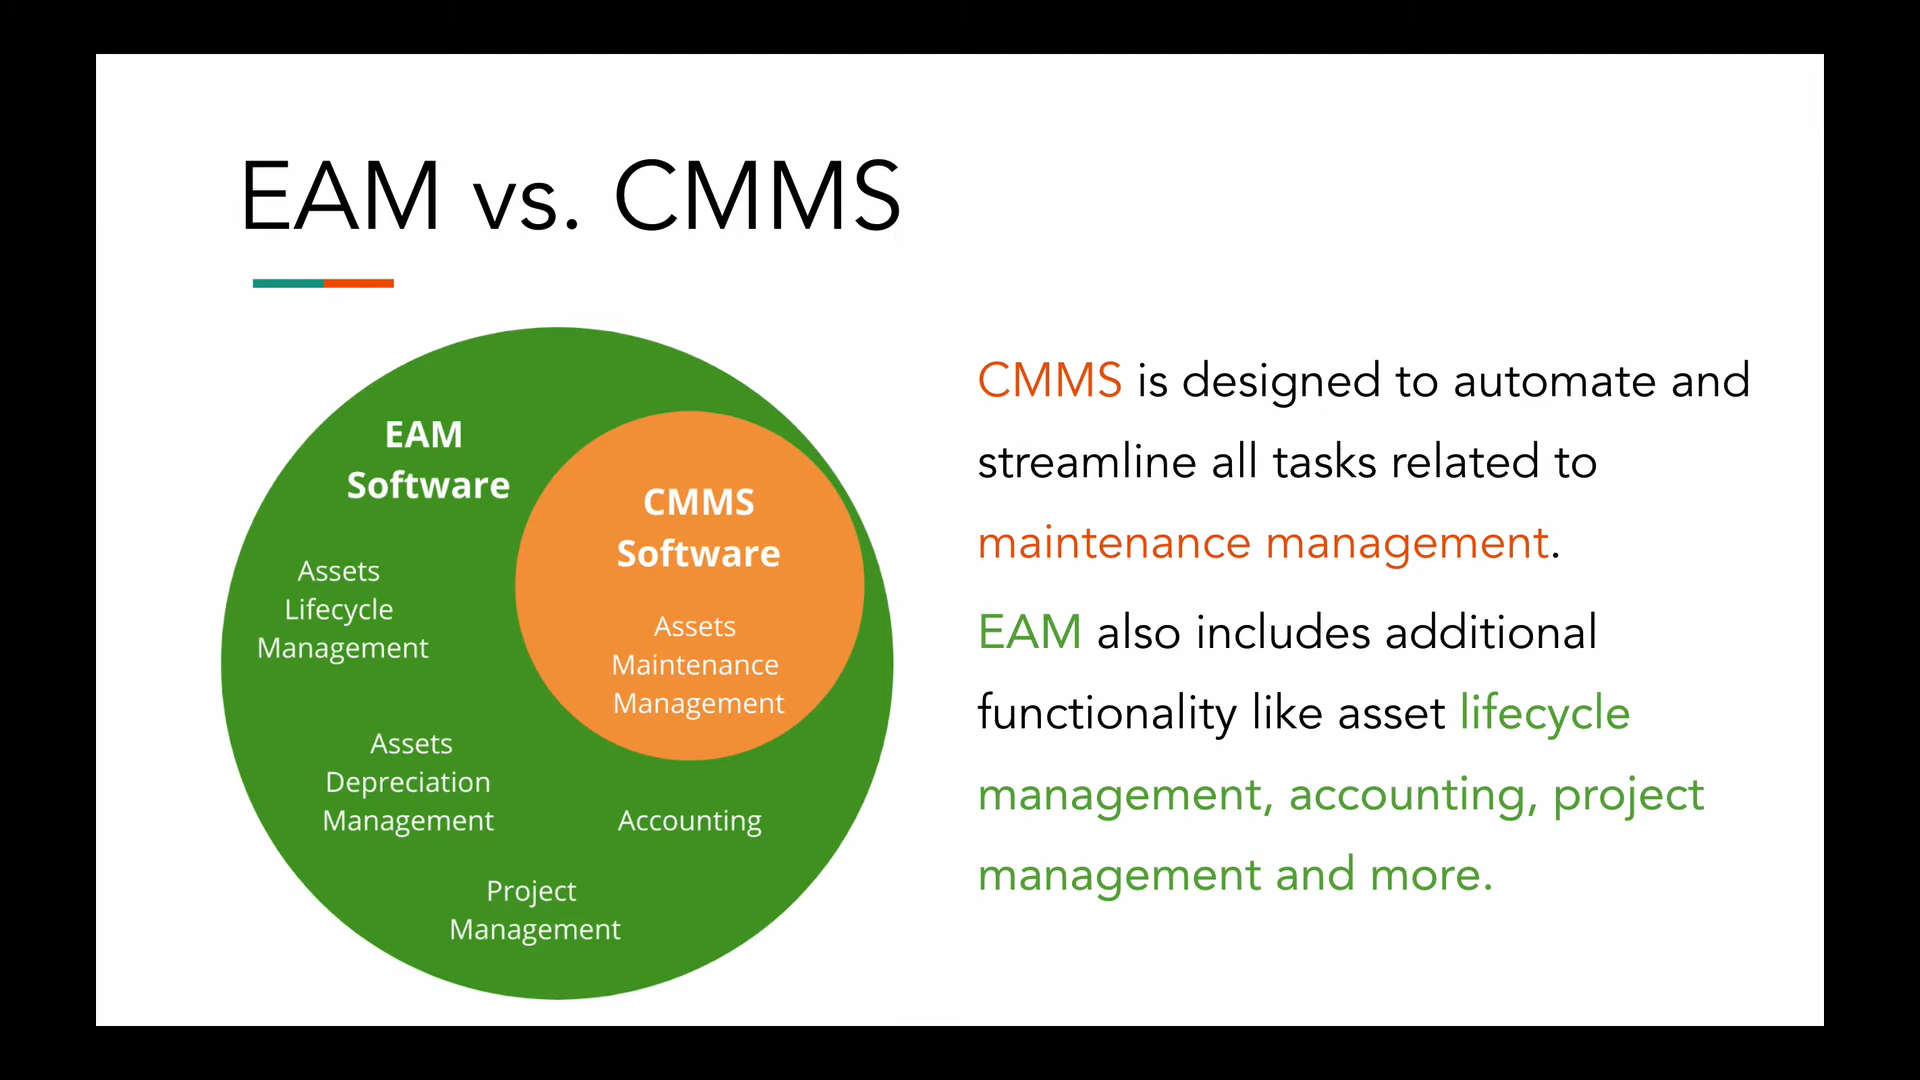 EAM vs. CMMS
EAM
Software
Assets
Lifecycle
Management
Assets
Depreciation
Management
Accounting
Project
Management
CMMS
Software
Assets
Maintenance
Management
CMMS is designed to automate and
streamline all tasks related to
maintenance management.
EAM also includes additional
functionality like asset lifecycle
management, accounting, project
management and more.